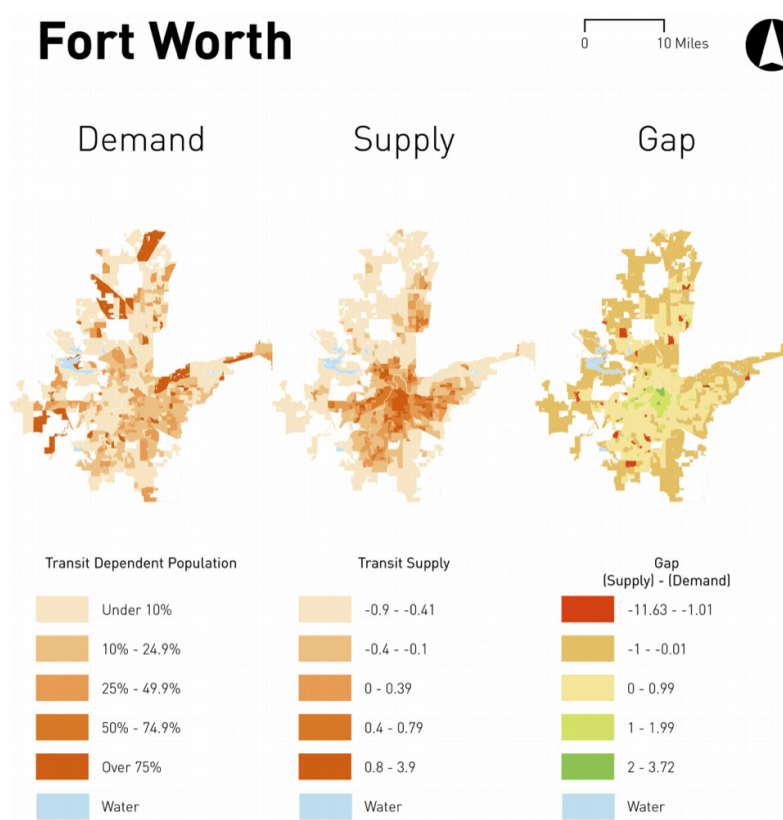 Fort Worth
0 10 Miles
Demand
Supply
Gap
Transit Dependent Population
Under 10%
10% - 24.9%
25% - 49.9%
50% - 74.9%
Over 75%
Water
Transit Supply
-0.9 - -0.41
-0.4 - -0.1
0 - 0.39
0.4 - 0.79
0.8 - 3.9
Water
Gap
(Supply) - (Demand)
-11.63 - -1.01
-1 - -0.01
0 - 0.99
1 - 1.99
2 - 3.72
Water